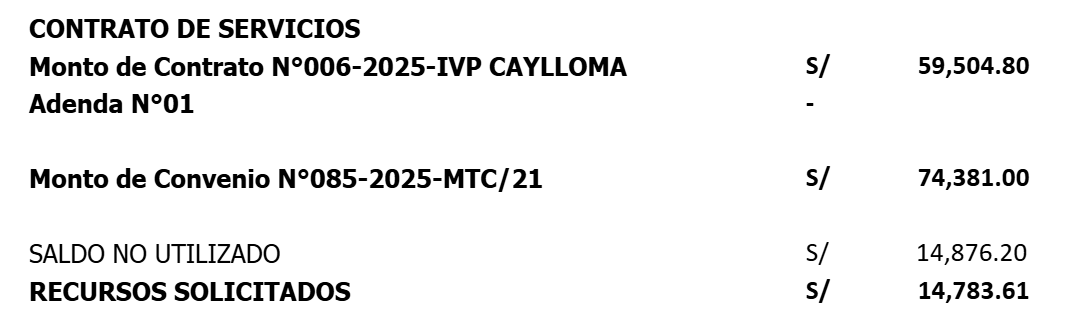 CONTRATO DE SERVICIOS
Monto de Contrato N°006-2025-IVP CAYLLOMA S/ 59,504.80
Adenda N°01 -
Monto de Convenio N°085-2025-MTC/21 S/ 74,381.00
SALDO NO UTILIZADO S/ 14,876.20
RECURSOS SOLICITADOS S/ 14,783.61